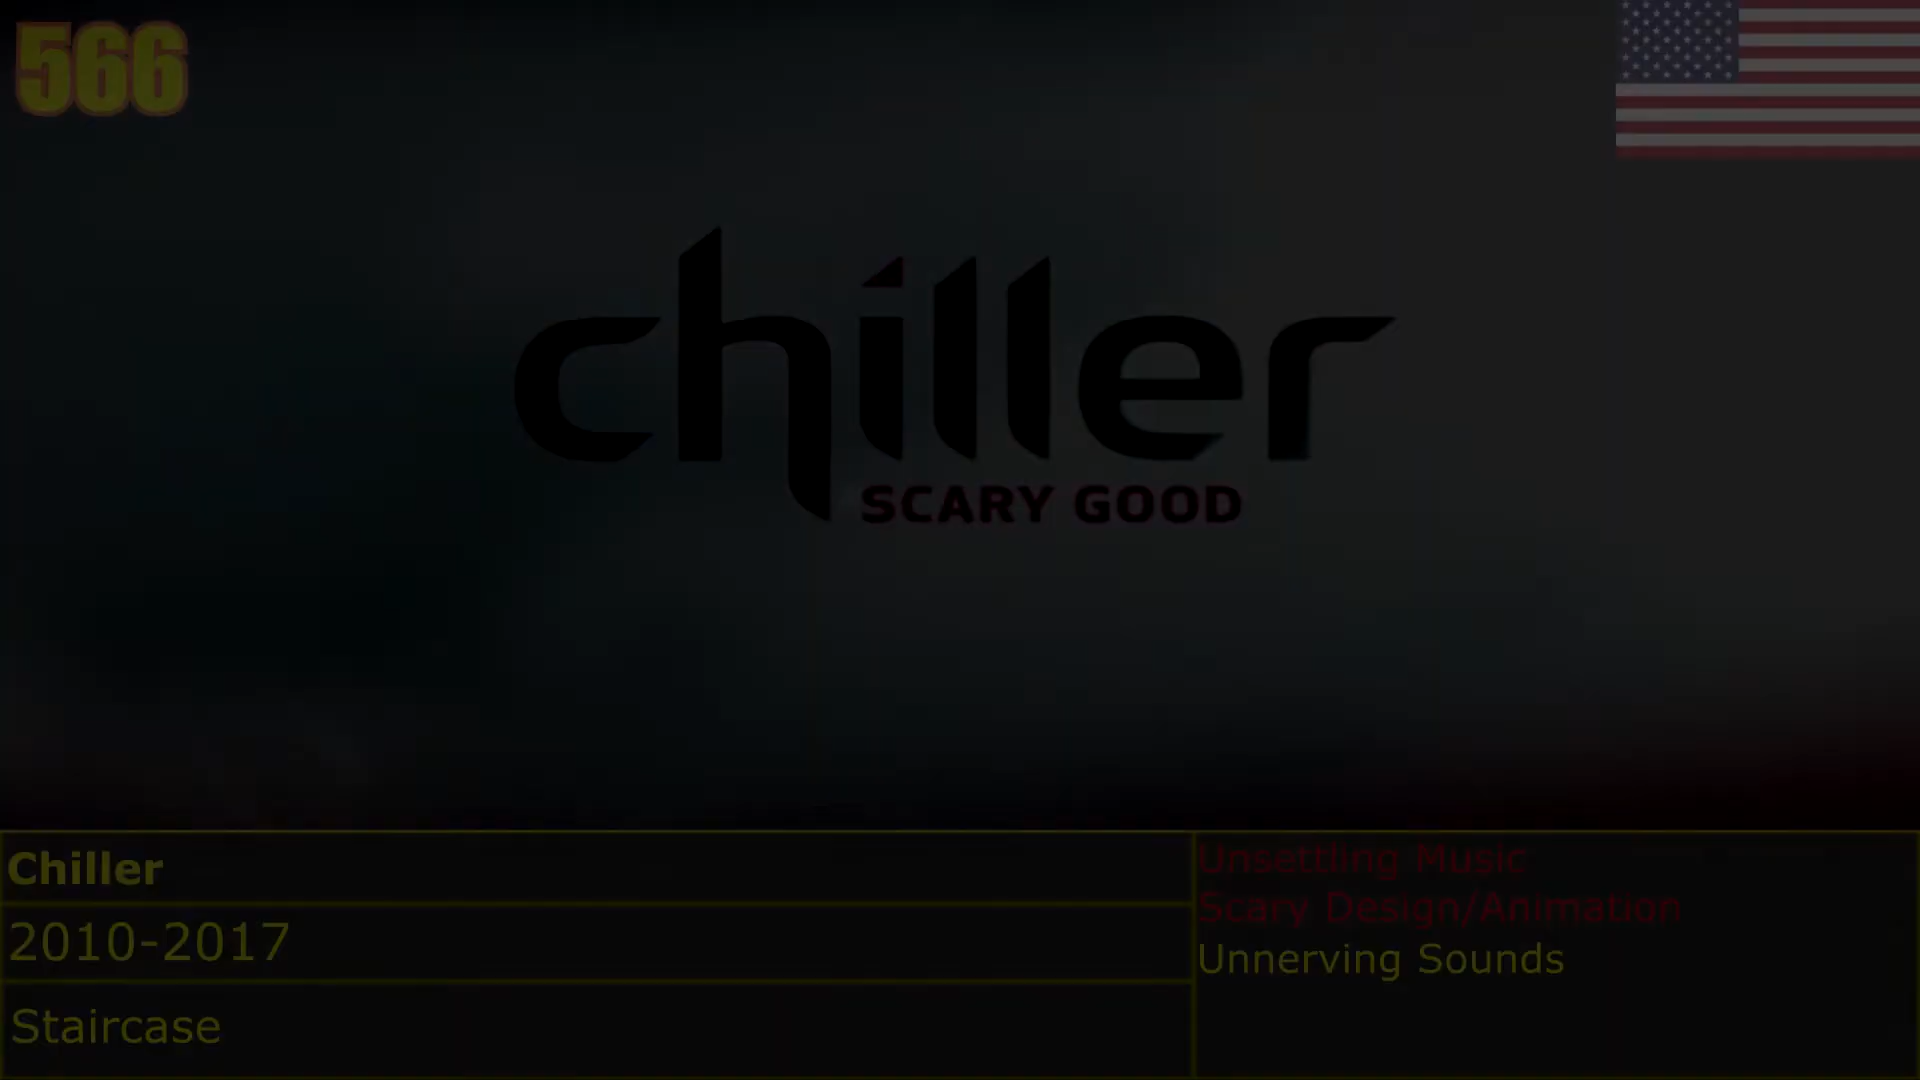 566
chiller
SCARY GOOD
Chiller
2010-2017
Staircase
Unsettling Music
Scary Design/Animation
Unnerving Sounds